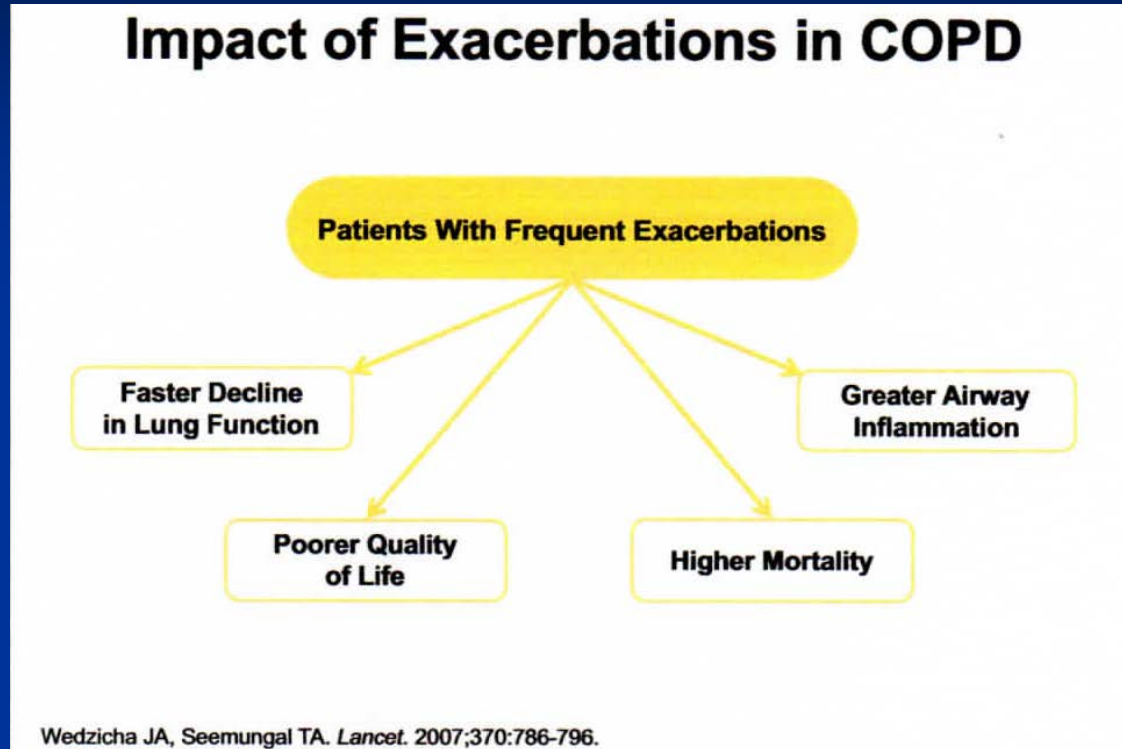 Impact of Exacerbations in COPD
Patients With Frequent Exacerbations
Faster Decline
in Lung Function
Greater Airway
Inflammation
Poorer Quality
of Life
Higher Mortality
Wedzicha JA, Seemungal TA. Lancet. 2007;370:786-796.